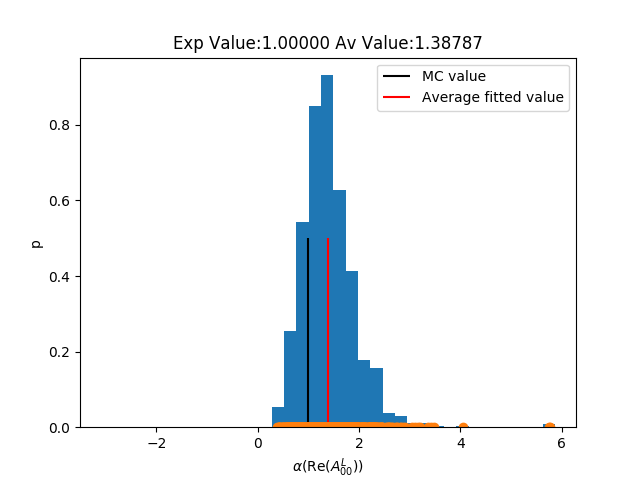 Exp Value:1.00000 Av Value:1.38787
MC value
Average fitted value
0.8
0.6
p
0.4
0.2
0.0
−2 0 2 4 6
α(Re(A^L_00))